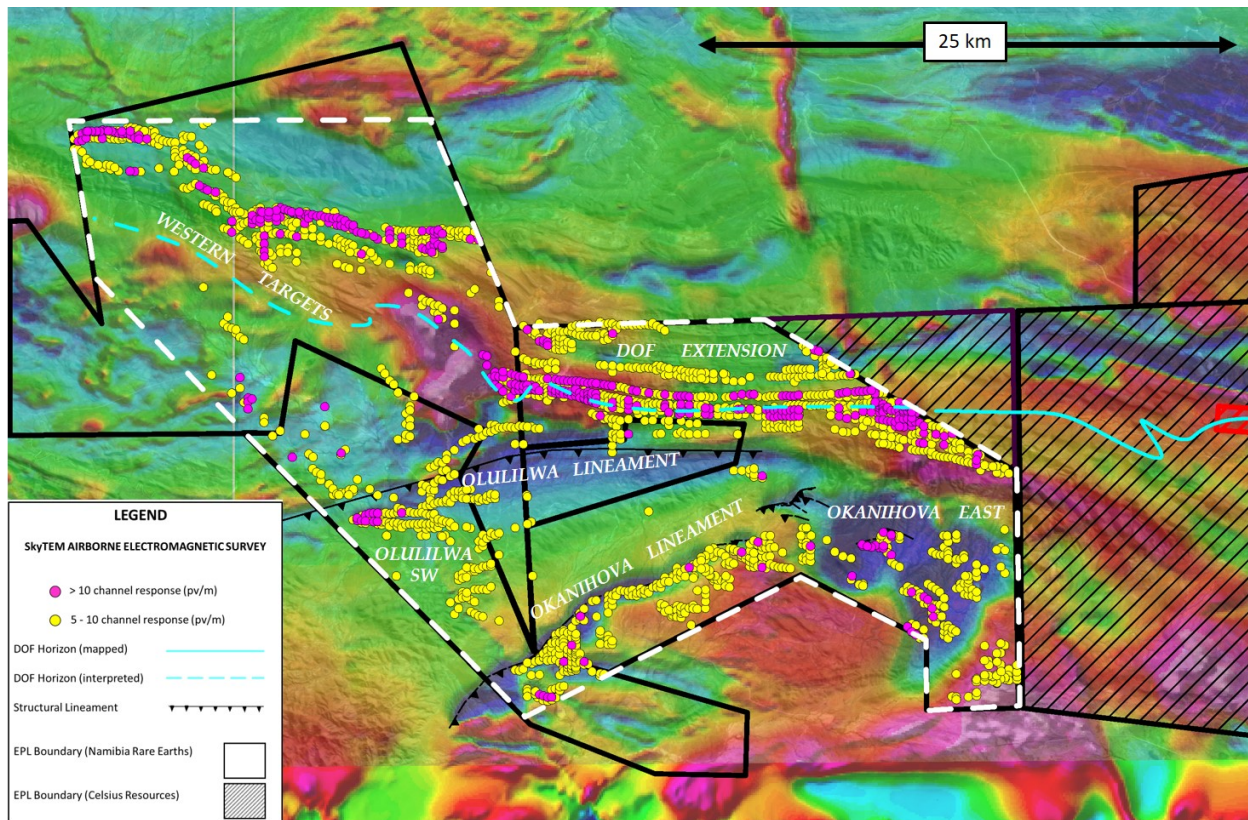 25 km
WESTERN TARGETS
DOF EXTENSION
OLULILWA LINEAMENT
OKANIHOVA EAST
OLULILWA
SW
OKANIHOVA LINEAMENT
LEGEND
SkyTEM AIRBORNE ELECTROMAGNETIC SURVEY
> 10 channel response (pv/m)
5 - 10 channel response (pv/m)
DOF Horizon (mapped)
DOF Horizon (interpreted)
Structural Lineament
EPL Boundary (Namibia Rare Earths)
EPL Boundary (Celsius Resources)